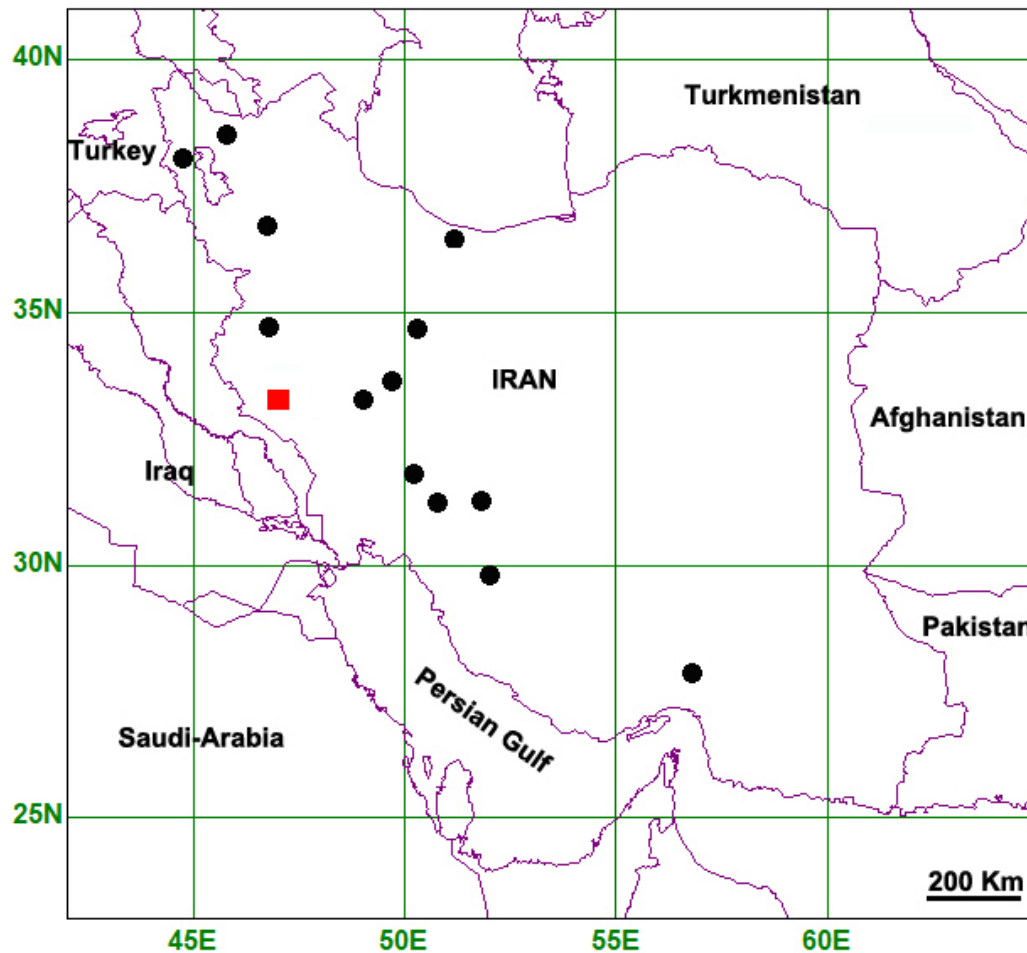 40N
Turkmenistan
Turkey
35N
IRAN
Afghanistan
Iraq
30N
Pakistan
Persian Gulf
Saudi-Arabia
25N
200 Km
45E 50E 55E 60E